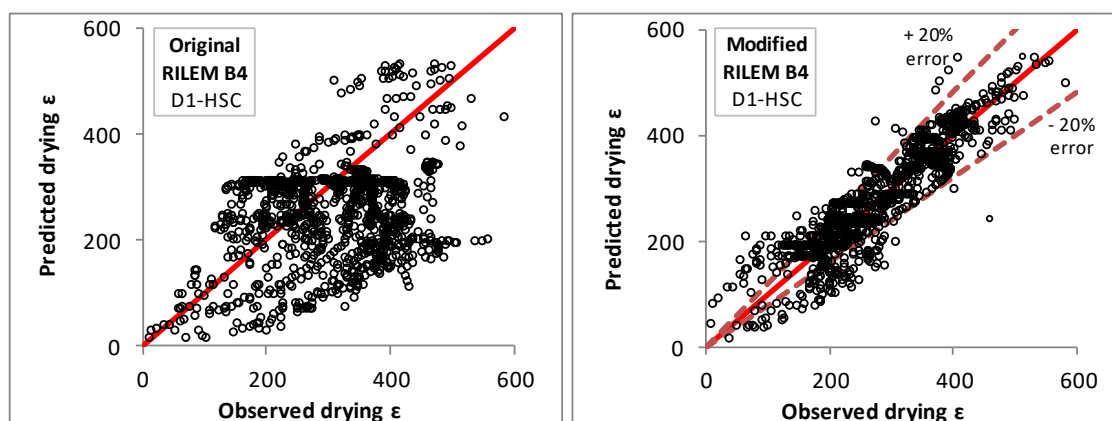 600
400
200
0
Predicted drying ε
Original
RILEM B4
D1-HSC
0 200 400 600
Observed drying ε
600
400
200
0
Predicted drying ε
Modified
RILEM B4
D1-HSC
+ 20%
error
- 20%
error
0 200 400 600
Observed drying ε